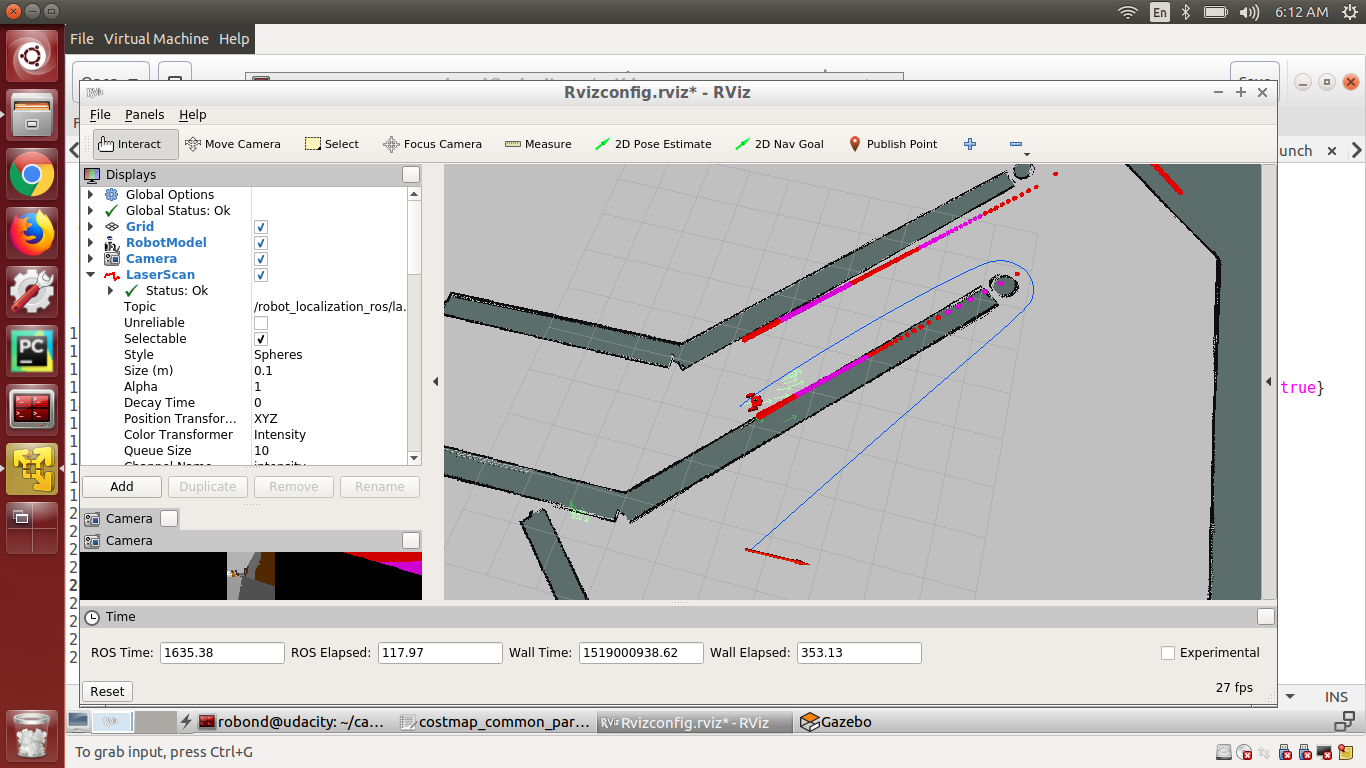 En 6:12 AM
File Virtual Machine Help
Rvizconfig.rviz* - RViz
File Panels Help
Interact Move Camera Select Focus Camera Measure 2D Pose Estimate 2D Nav Goal Publish Point
unch
Displays
Global Options
Global Status: Ok
Grid
RobotModel
Camera
LaserScan
Status: Ok
Topic /robot_localization_ros/la.
Unreliable
Selectable
Style Spheres
Size (m) 0.1
Alpha 1
Decay Time 0
Position Transfor... XYZ
Color Transformer Intensity
Queue Size 10
true}
Add Duplicate Remove Rename
Camera
Camera
Time
ROS Time: 1635.38 ROS Elapsed: 117.97 Wall Time: 1519000938.62 Wall Elapsed: 353.13 Experimental
Reset 27 fps
INS
robond@udacity: ~/ca... costmap_common_par... RViz Rvizconfig.rviz* - RViz Gazebo
To grab input, press Ctrl+G
PC